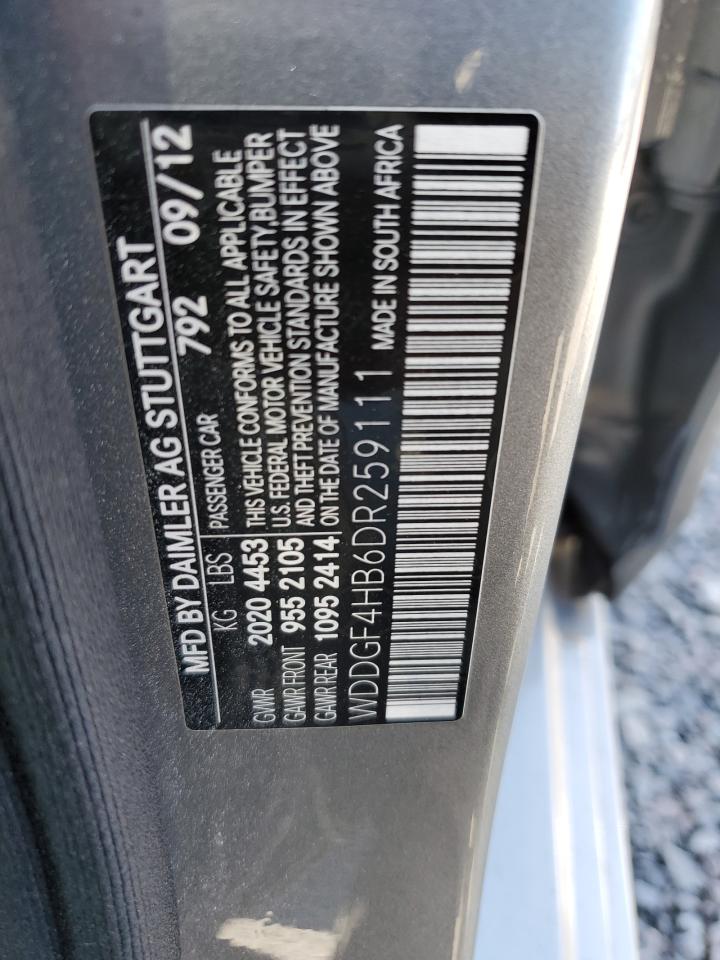 MFD BY DAIMLER AG STUTTGART
792 09/12
KG LBS PASSENGER CAR
GVWR 2020 4453 THIS VEHICLE CONFORMS TO ALL APPLICABLE
GAWR FRONT 955 2105 U.S. FEDERAL MOTOR VEHICLE SAFETY,BUMPER
AND THEFT PREVENTION STANDARDS IN EFFECT
GAWR REAR 1095 2414 ON THE DATE OF MANUFACTURE SHOWN ABOVE
WDDGF4HB6DR259111 MADE IN SOUTH AFRICA